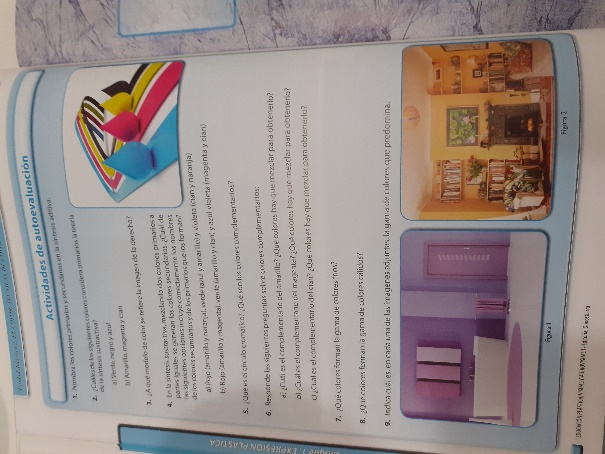 Actividades de autoevaluación
1. Nombra los colores primarios y secundarios en la síntesis aditiva.
2. ¿Cuáles de los siguientes colores considera primarios la teoría
de la síntesis sustractiva?
a) Verde, negro y azul
b) Amarillo, magenta y cian
3. ¿A qué modelo de color se refiere la imagen de la derecha?
4. En la síntesis sustractiva, mezclando dos colores primarios a
partes iguales se generan los colores secundarios. ¿Cuál de
las siguientes opciones incluye correctamente los nombres
de los colores secundarios y de los primarios que los forman?
a) Rojo (amarillo y naranja), verde (azul y amarillo) y violeta (cian y naranja)
b) Rojo (amarillo y magenta), verde (amarillo y cian) y azul violeta (magenta y cian)
5. ¿Qué es el círculo cromático? ¿Qué son los colores complementarios?
6. Responde las siguientes preguntas sobre colores complementarios:
a) ¿Cuál es el complementario del amarillo? ¿Qué colores hay que mezclar para obtenerlo?
b) ¿Cuál es el complementario del magenta? ¿Qué colores hay que mezclar para obtenerlo?
c) ¿Cuál es el complementario del cian? ¿Qué colores hay que mezclar para obtenerlo?
7. ¿Qué colores forman la gama de colores fríos?
8. ¿Qué colores forman la gama de colores cálidos?
9. Indica cuál es, en cada una de las imágenes adjuntas, la gama de colores que predomina.
Figura 1
Figura 2
Bloque 1: EXPRESIÓN PLÁSTICA